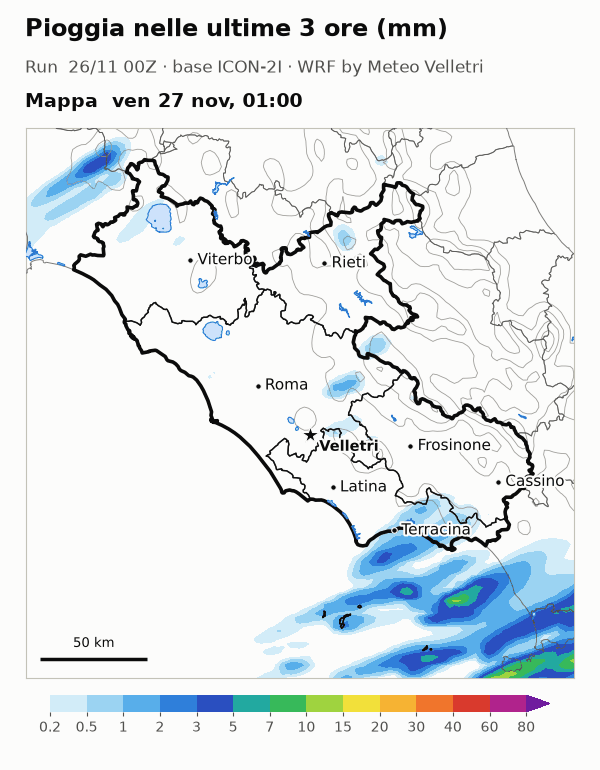 Pioggia nelle ultime 3 ore (mm)
Run  26/11 00Z · base ICON-2I · WRF by Meteo Velletri
Mappa  ven 27 nov, 01:00
Viterbo
Rieti
Roma
Velletri
Frosinone
Latina
Cassino
Terracina
50 km
0.2 0.5 1 2 3 5 7 10 15 20 30 40 60 80